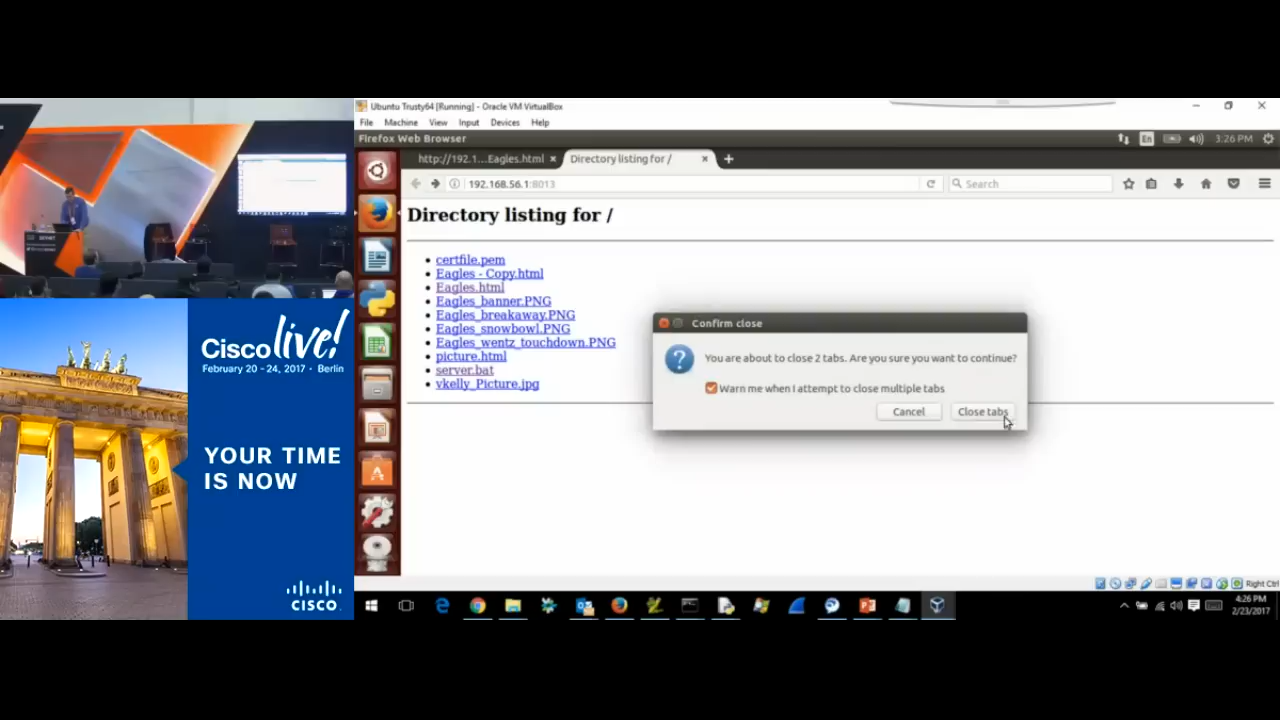 Ubuntu Trusty64 [Running] - Oracle VM VirtualBox
File Machine View Input Devices Help
Firefox Web Browser
En
3:26 PM
http://192.1...Eagles.html
Directory listing for /
192.168.56.1:8013
Search
Directory listing for /
certfile.pem
Eagles - Copy.html
Eagles.html
Eagles_banner.PNG
Eagles_breakaway.PNG
Eagles_snowbowl.PNG
Eagles_wentz_touchdown.PNG
picture.html
server.bat
vkelly_Picture.jpg
Confirm close
You are about to close 2 tabs. Are you sure you want to continue?
Warn me when I attempt to close multiple tabs
Cancel
Close tabs
Right Ctrl
4:26 PM
2/23/2017
Cisco live!
February 20 - 24, 2017 • Berlin
YOUR TIME
IS NOW
CISCO